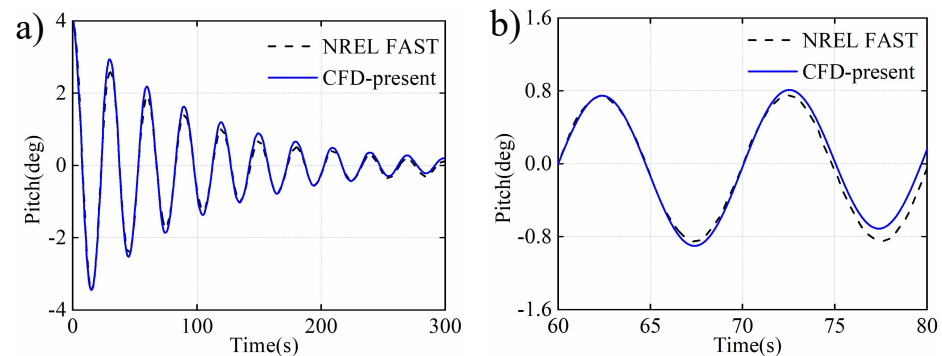 a)
Pitch(deg)
4
2
0
-2
-4
NREL FAST
CFD-present
0
100
200
300
Time(s)
b)
Pitch(deg)
1.6
0.8
0.0
-0.8
-1.6
NREL FAST
CFD-present
60
65
70
75
80
Time(s)